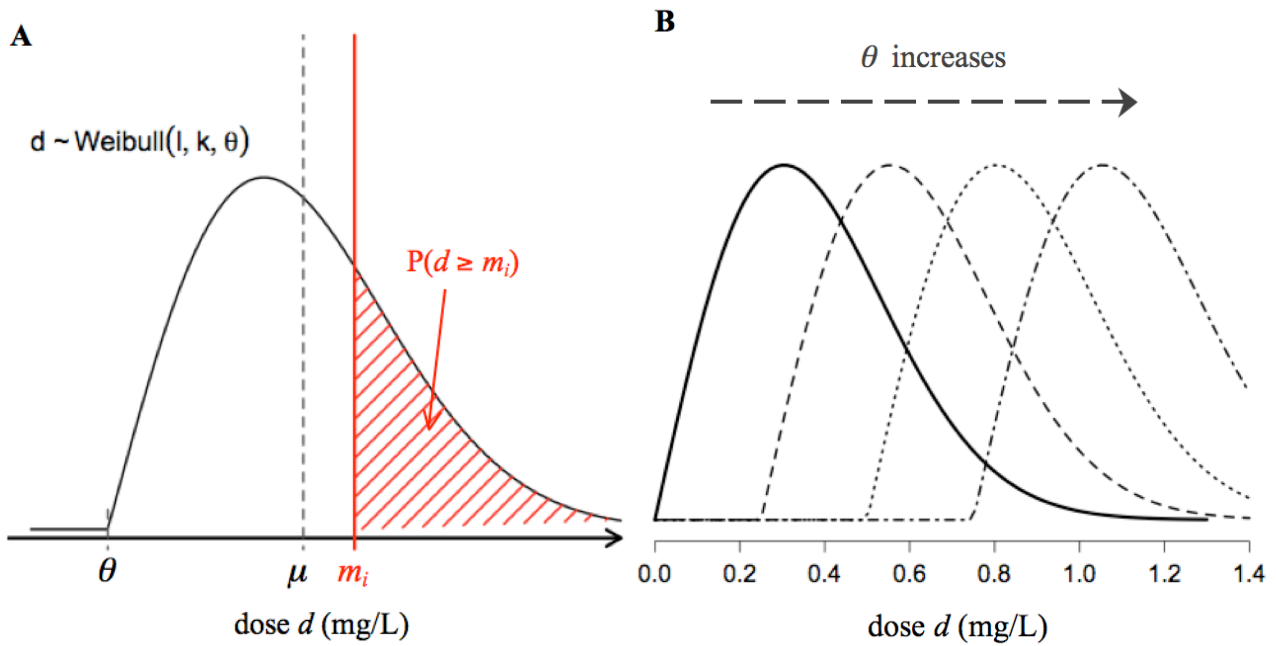 A
d ~ Weibull(l, k, θ)
P(d ≥ mᵢ)
θ
μ
mᵢ
dose d (mg/L)
B
θ increases
0.0 0.2 0.4 0.6 0.8 1.0 1.2 1.4
dose d (mg/L)